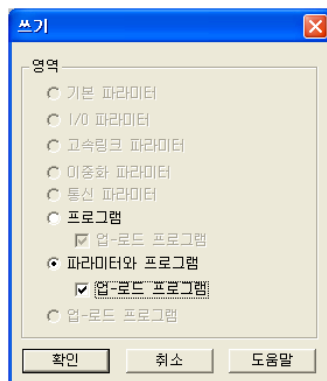 쓰기
영역
기본 파라미터
I/O 파라미터
고속링크 파라미터
이중화 파라미터
통신 파라미터
프로그램
업-로드 프로그램
파라미터와 프로그램
업-로드 프로그램
업-로드 프로그램
확인 취소 도움말